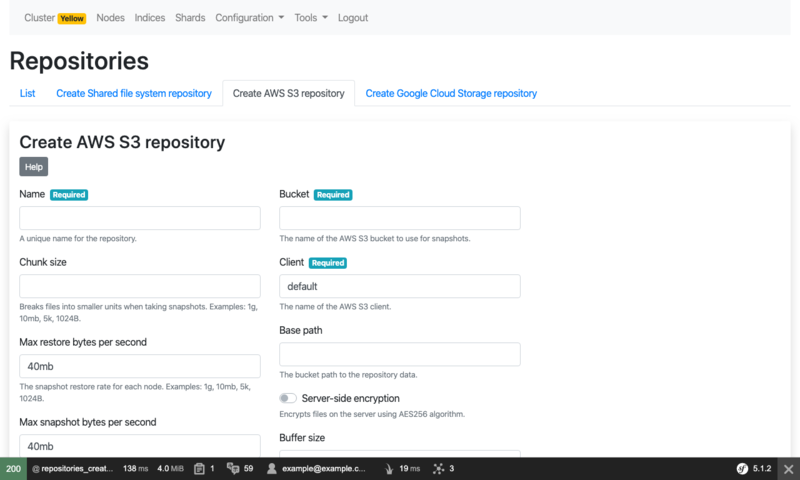 Cluster Yellow Nodes Indices Shards Configuration Tools Logout
Repositories
List Create Shared file system repository Create AWS S3 repository Create Google Cloud Storage repository
Create AWS S3 repository
Help
Name Required
A unique name for the repository.
Chunk size
Breaks files into smaller units when taking snapshots. Examples: 1g,
10mb, 5k, 1024B.
Max restore bytes per second
40mb
The snapshot restore rate for each node. Examples: 1g, 10mb, 5k,
1024B.
Max snapshot bytes per second
40mb
Bucket Required
The name of the AWS S3 bucket to use for snapshots.
Client Required
default
The name of the AWS S3 client.
Base path
The bucket path to the repository data.
Server-side encryption
Encrypts files on the server using AES256 algorithm.
Buffer size
200 @ repositories_creat... 138 ms 4.0 MiB 1 59 example@example.c... 19 ms 3 sf 5.1.2